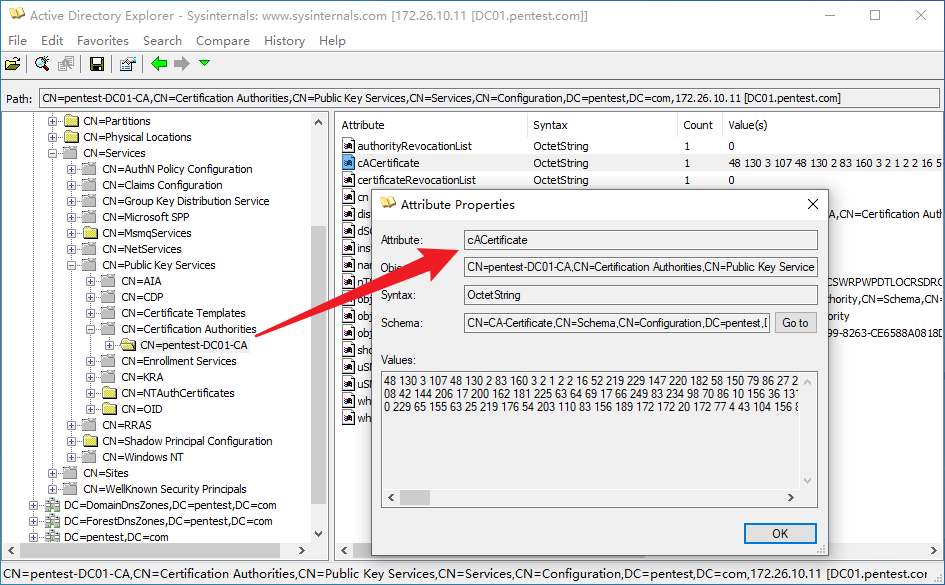 Active Directory Explorer - Sysinternals: www.sysinternals.com [172.26.10.11 [DC01.pentest.com]]
File Edit Favorites Search Compare History Help
Path: CN=pentest-DC01-CA,CN=Certification Authorities,CN=Public Key Services,CN=Services,CN=Configuration,DC=pentest,DC=com,172.26.10.11 [DC01.pentest.com]
CN=Partitions
CN=Physical Locations
CN=Services
CN=AuthN Policy Configuration
CN=Claims Configuration
CN=Group Key Distribution Service
CN=Microsoft SPP
CN=MsmqServices
CN=NetServices
CN=Public Key Services
CN=AIA
CN=CDP
CN=Certificate Templates
CN=Certification Authorities
CN=pentest-DC01-CA
CN=Enrollment Services
CN=KRA
CN=NTAuthCertificates
CN=OID
CN=RRAS
CN=Shadow Principal Configuration
CN=Windows NT
CN=Sites
CN=WellKnown Security Principals
DC=DomainDnsZones,DC=pentest,DC=com
DC=ForestDnsZones,DC=pentest,DC=com
DC=pentest,DC=com
Attribute Syntax Count Value(s)
authorityRevocationList OctetString 1 0
cACertificate OctetString 1 48 130 3 107 48 130 2 83 160 3 2 1 2 2 16 5
certificateRevocationList OctetString 1 0
cn
dis A,CN=Certification Auth
dSC
ins
nan
nT CSWRPWPDTLOCRSDRC
obj hority,CN=Schema,CN=
obj ority
obj 99-8263-CE6588A0818D
sho
uSN
uSN
wh
wh
Attribute Properties
Attribute: cACertificate
Obje CN=pentest-DC01-CA,CN=Certification Authorities,CN=Public Key Service
Syntax: OctetString
Schema: CN=CA-Certificate,CN=Schema,CN=Configuration,DC=pentest,D Go to
Values:
48 130 3 107 48 130 2 83 160 3 2 1 2 2 16 52 219 229 147 220 182 58 150 79 86 27 2
08 42 144 206 17 200 162 181 225 63 64 69 17 66 249 83 234 98 70 86 10 156 36 13
0 229 65 155 63 25 219 176 54 203 110 83 156 189 172 172 20 172 77 4 43 104 156 8
OK
CN=pentest-DC01-CA,CN=Certification Authorities,CN=Public Key Services,CN=Services,CN=Configuration,DC=pentest,DC=com,172.26.10.11 [DC01.pentest.com